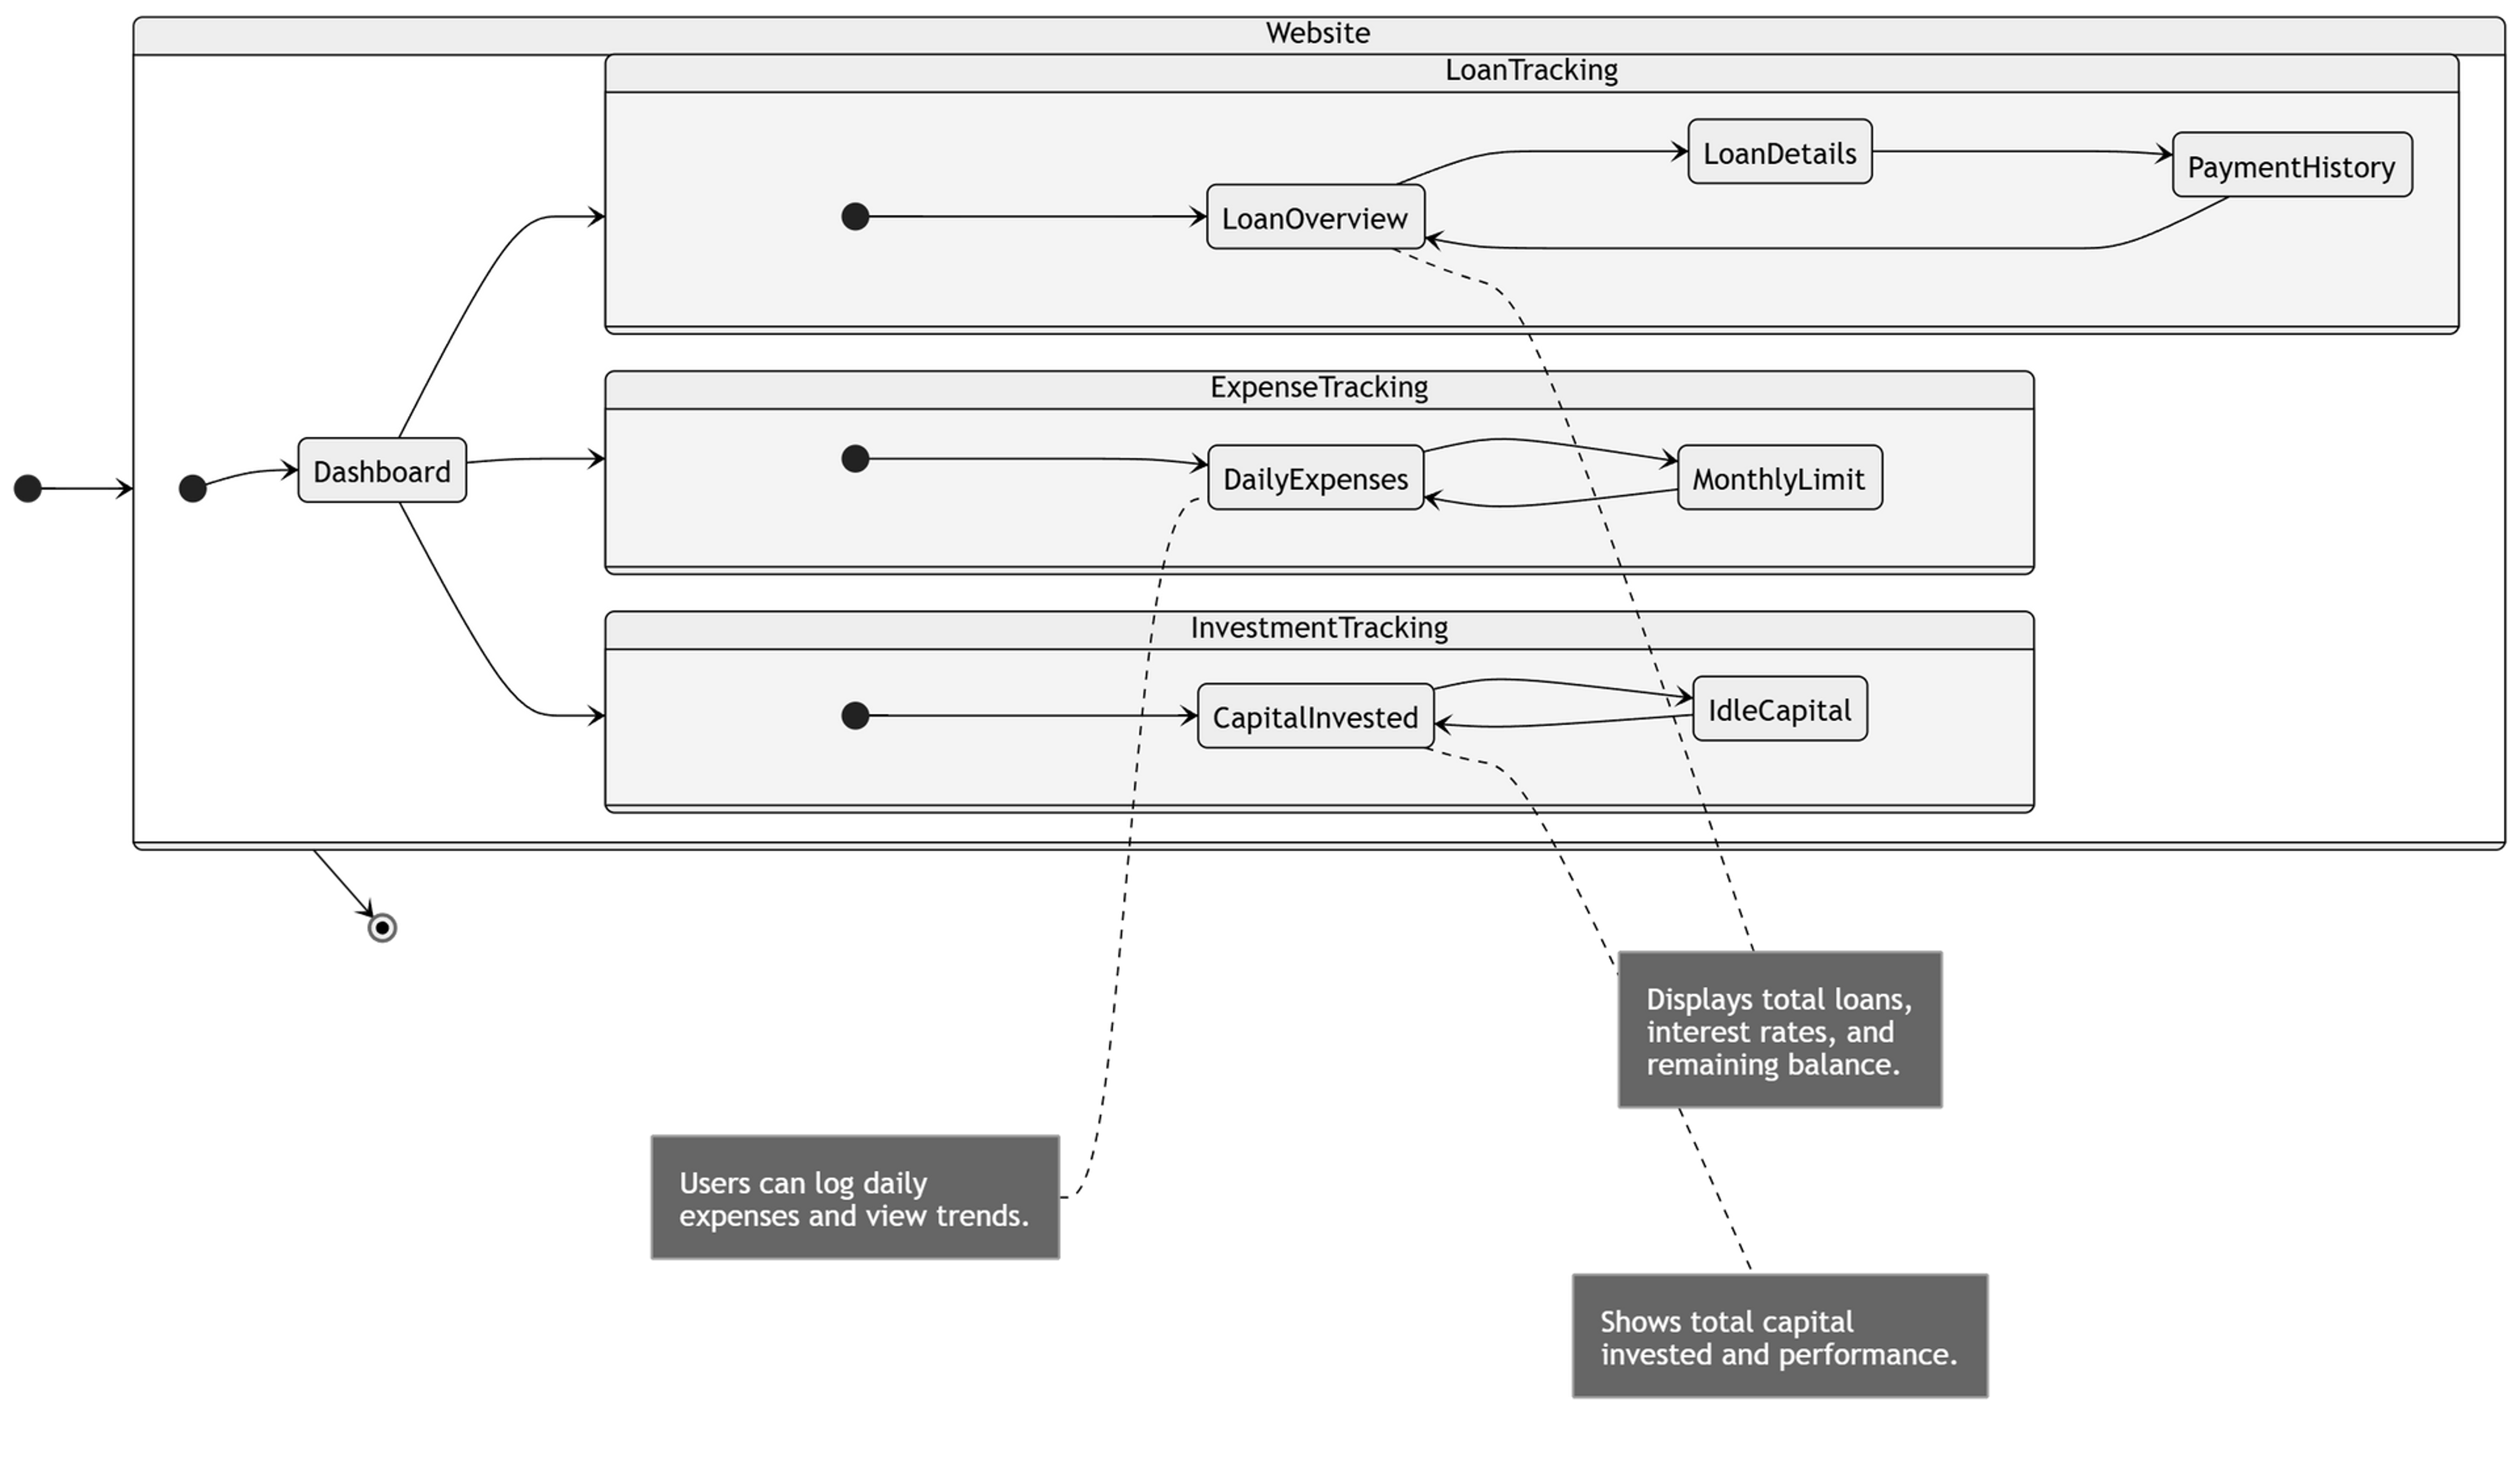 Website
LoanTracking
LoanDetails
PaymentHistory
LoanOverview
ExpenseTracking
Dashboard
DailyExpenses
MonthlyLimit
InvestmentTracking
CapitalInvested
IdleCapital
Displays total loans,
interest rates, and
remaining balance.
Users can log daily
expenses and view trends.
Shows total capital
invested and performance.